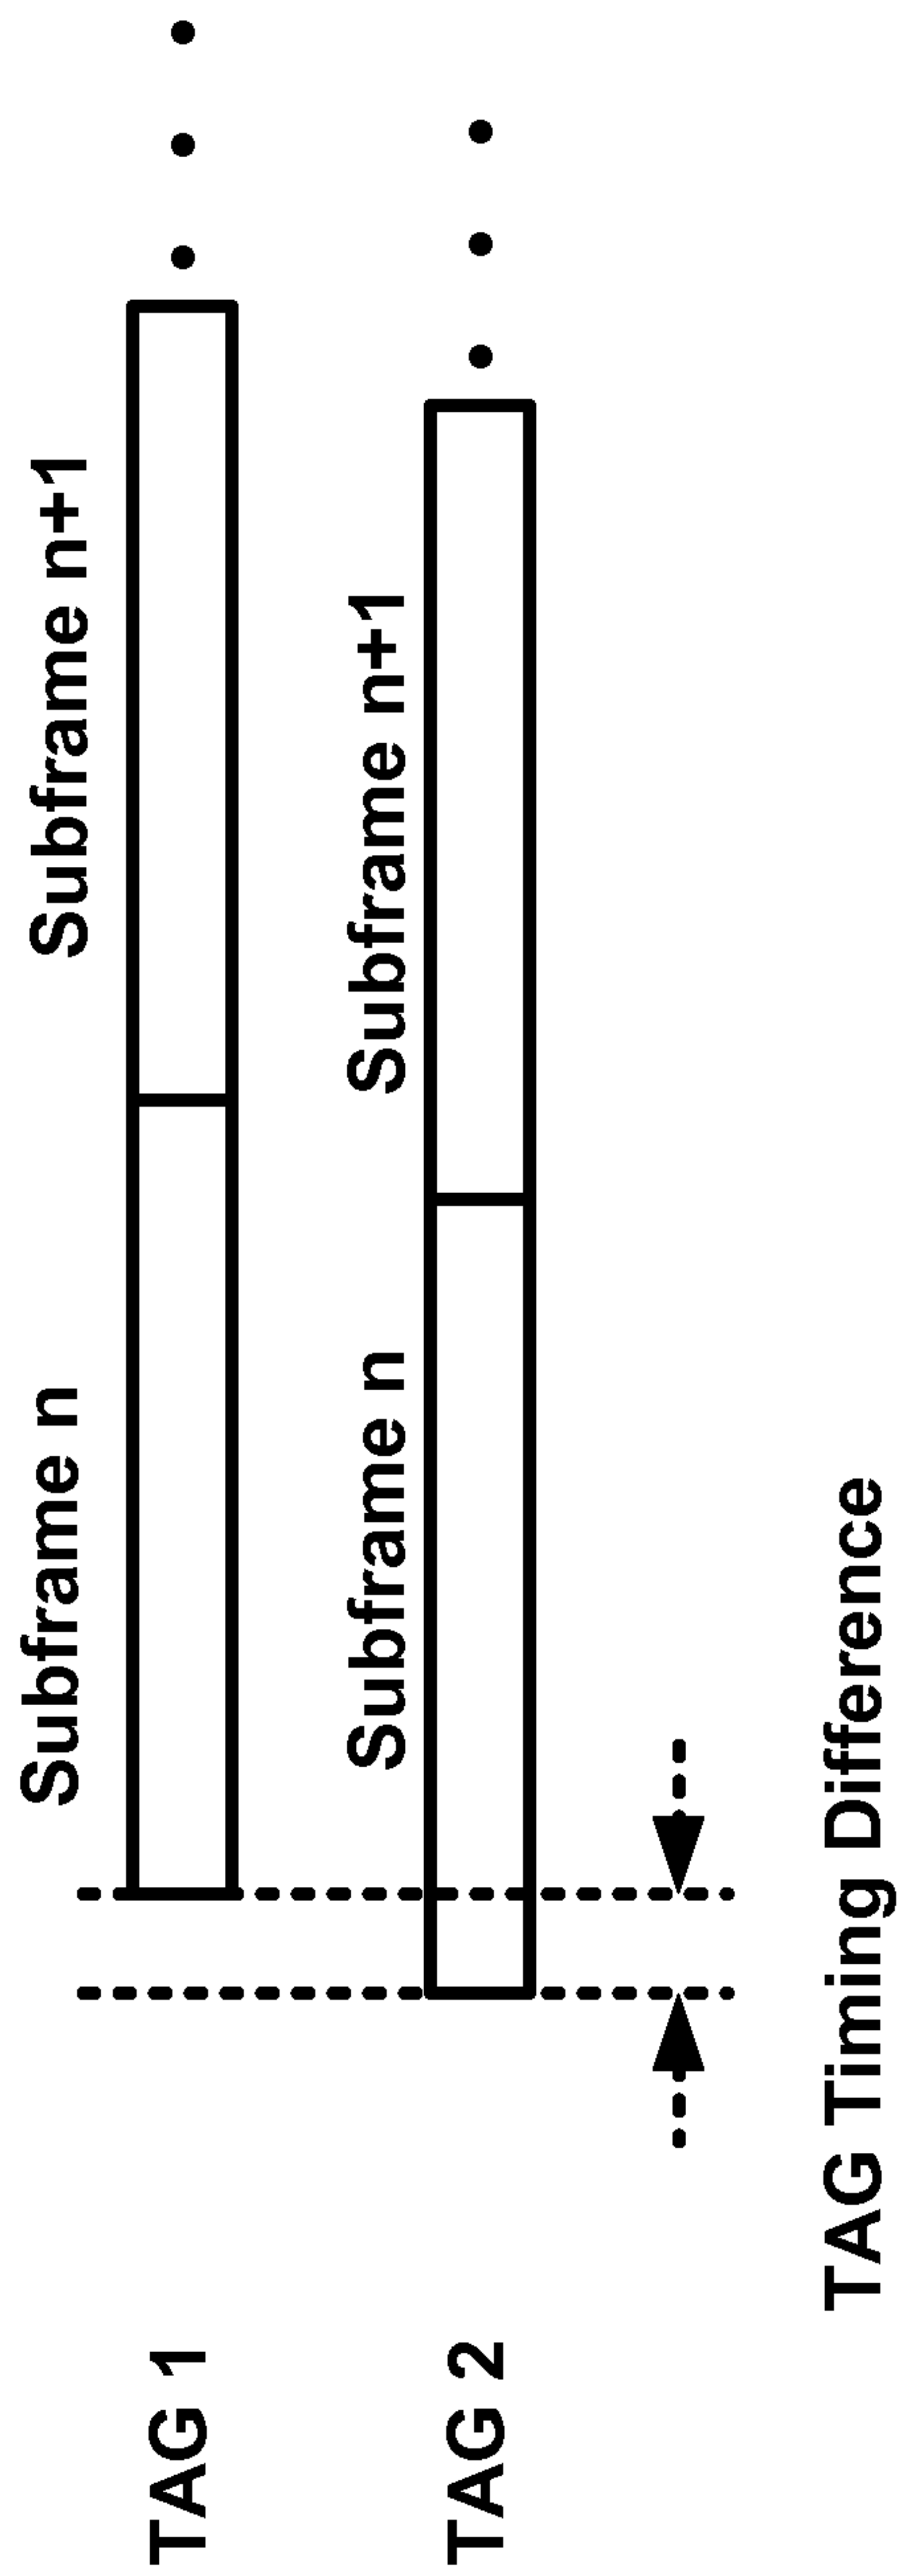 Subframe n
Subframe n+1
TAG 1
Subframe n
Subframe n+1
TAG 2
TAG Timing Difference